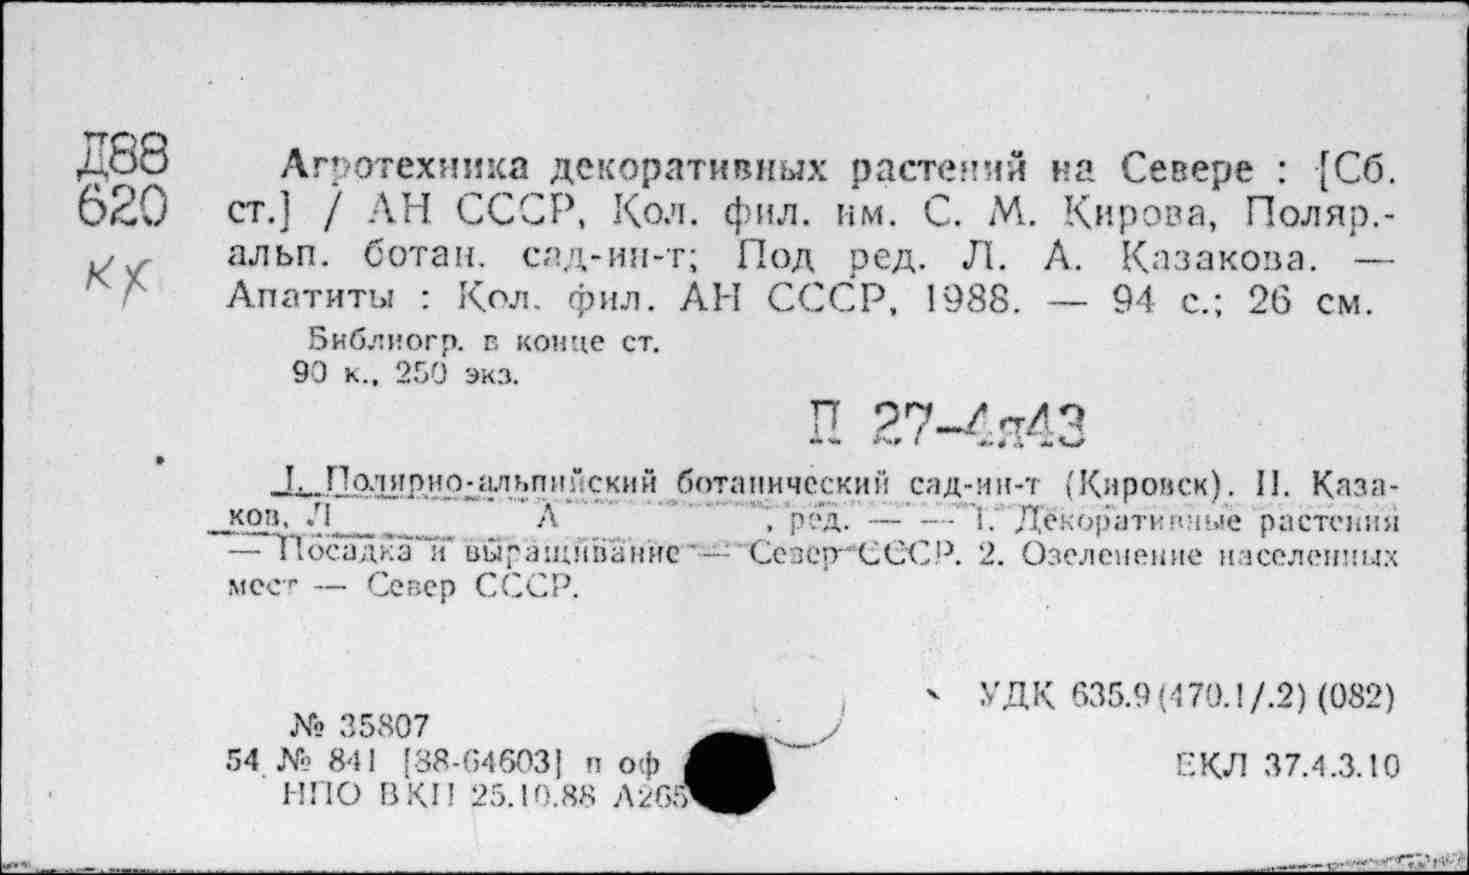 Д88
620
КХ
Агротехника декоративных растений на Севере : [Сб.
ст.] / АН СССР, Кол. фил. им. С. М. Кирова, Поляр.-
альп. ботан. сад-ин-т; Под ред. Л. А. Казакова. —
Апатиты : Кол. фил. АН СССР, 1988. — 94 с.; 26 см.
Библиогр. в конце ст.
90 к., 250 экз.
П 27-4я43
I. Полярно-альпийский ботанический сад-ин-т (Кировск). II. Каза-
ков, Л А , ред. — — 1. Декоративные растения
— Посадка и выращивание — Север СССР. 2. Озеленение населенных
мест — Север СССР.
УДК 635.9(470.1/.2) (082)
№ 35807
54 № 841 [88-64603] п оф
ЕКЛ 37.4.3.10
НПО ВКП 25.10.88 А265